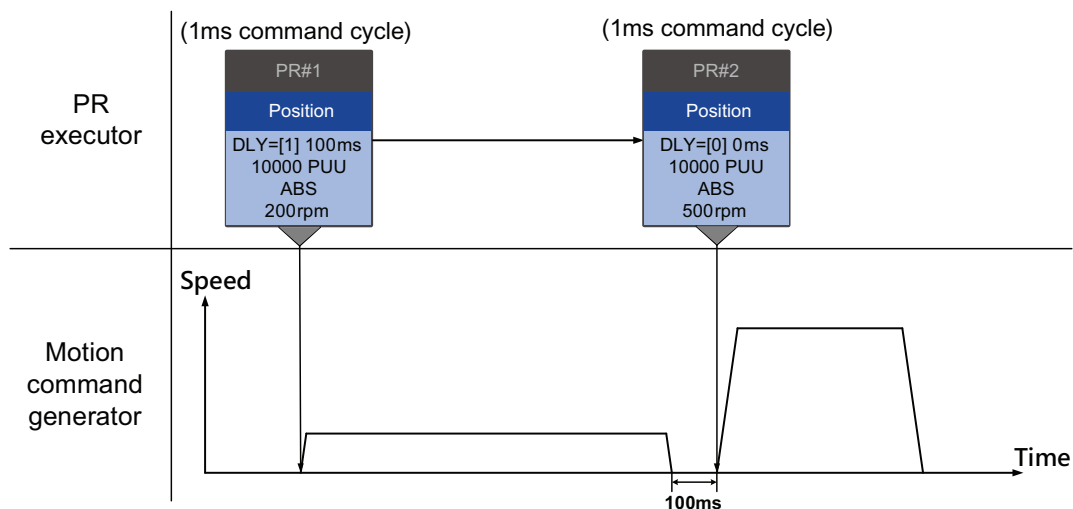 (1ms command cycle)
(1ms command cycle)
PR
executor
PR#1
Position
DLY=[1] 100ms
10000 PUU
ABS
200rpm
PR#2
Position
DLY=[0] 0ms
10000 PUU
ABS
500rpm
Motion
command
generator
Speed
Time
100ms